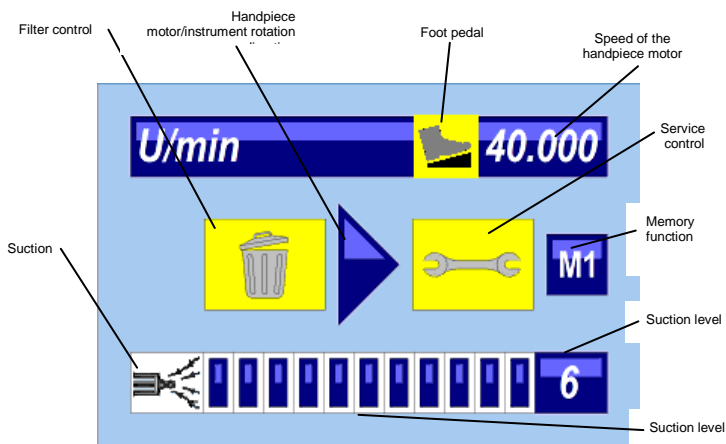 Handpiece
motor/instrument rotation
Filter control
Foot pedal
Speed of the
handpiece motor
U/min
40.000
Service
control
Memory
function
M1
Suction
Suction level
6
Suction level